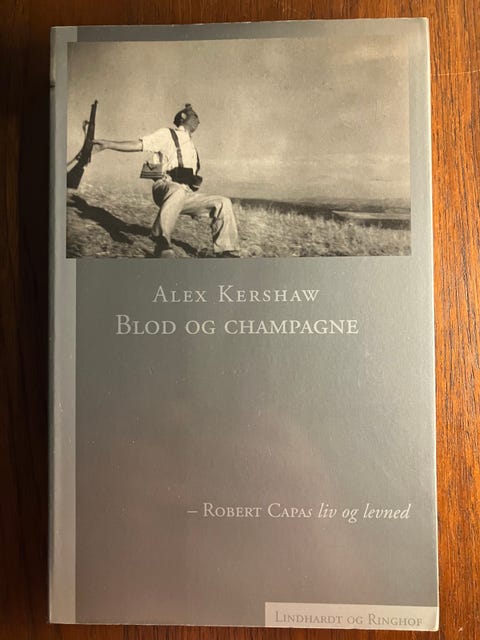 ALEX KERSHAW
BLOD OG CHAMPAGNE
– ROBERT CAPAS liv og levned
LINDHARDT OG RINGHOF